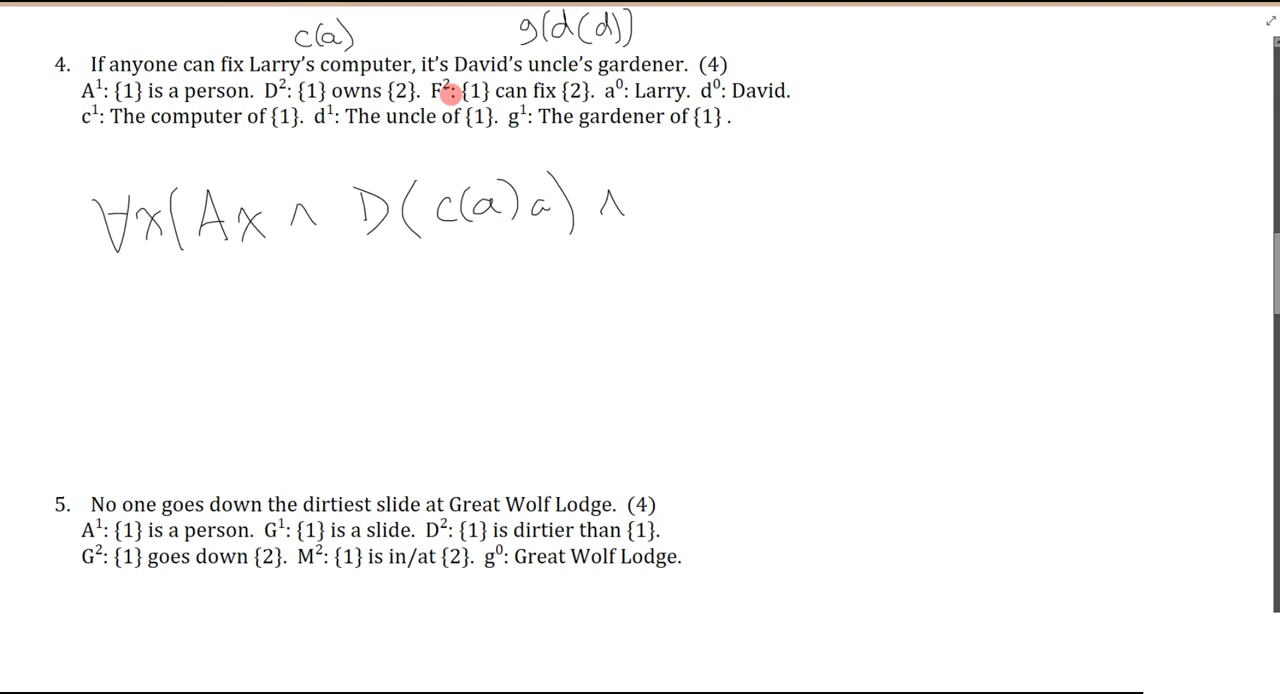 c(a) g(d(d))
4. If anyone can fix Larry's computer, it's David's uncle's gardener. (4)
A¹: {1} is a person. D²: {1} owns {2}. F²: {1} can fix {2}. a⁰: Larry. d⁰: David.
c¹: The computer of {1}. d¹: The uncle of {1}. g¹: The gardener of {1} .
∀x(Ax ∧ D(c(a)a) ∧
5. No one goes down the dirtiest slide at Great Wolf Lodge. (4)
A¹: {1} is a person. G¹: {1} is a slide. D²: {1} is dirtier than {1}.
G²: {1} goes down {2}. M²: {1} is in/at {2}. g⁰: Great Wolf Lodge.